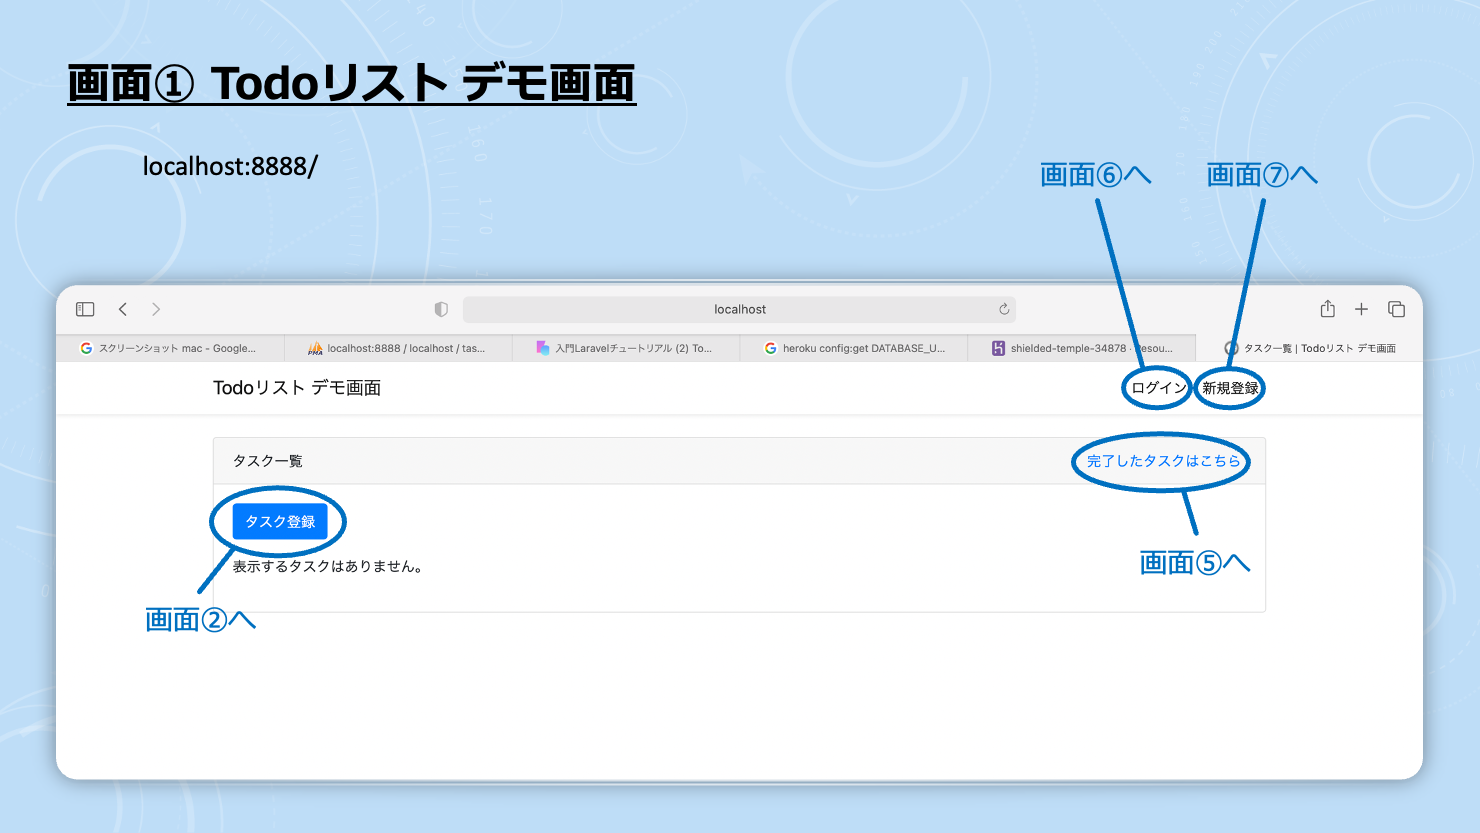 画面① Todoリスト デモ画面
localhost:8888/
画面⑥へ 画面⑦へ
localhost
スクリーンショット mac - Google... localhost:8888 / localhost / tas... 入門Laravelチュートリアル (2) To... heroku config:get DATABASE_U... shielded-temple-34878 · Resou... タスク一覧 | Todoリスト デモ画面
Todoリスト デモ画面 ログイン 新規登録
タスク一覧 完了したタスクはこちら
タスク登録
表示するタスクはありません。
画面⑤へ
画面②へ